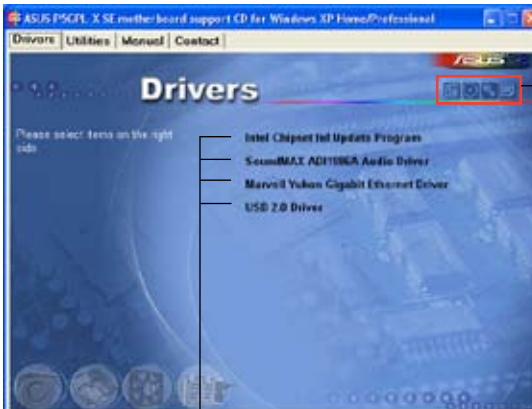 ASUS P5GPL-X SE motherboard support CD for Windows XP Home/Professional
Drivers Utilities Manual Contact
ASUS
Drivers
Please select items on the right side.
Intel Chipset Inf Update Program
SoundMAX ADI1986A Audio Driver
Marvell Yukon Gigabit Ethernet Driver
USB 2.0 Driver